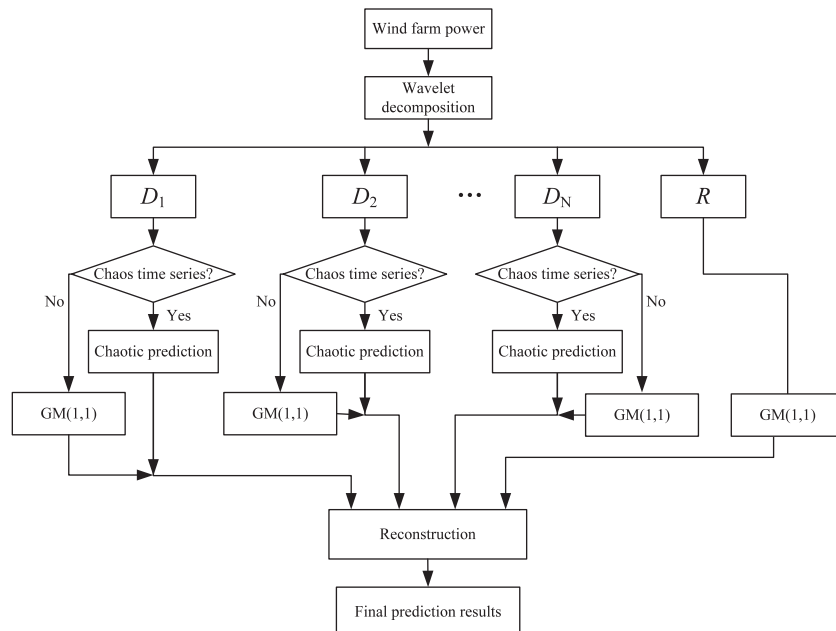 Wind farm power
Wavelet
decomposition
D1
D2
...
DN
R
Chaos time series?
Chaos time series?
Chaos time series?
No
Yes
No
Yes
Yes
No
Chaotic prediction
Chaotic prediction
Chaotic prediction
GM(1,1)
GM(1,1)
GM(1,1)
GM(1,1)
Reconstruction
Final prediction results